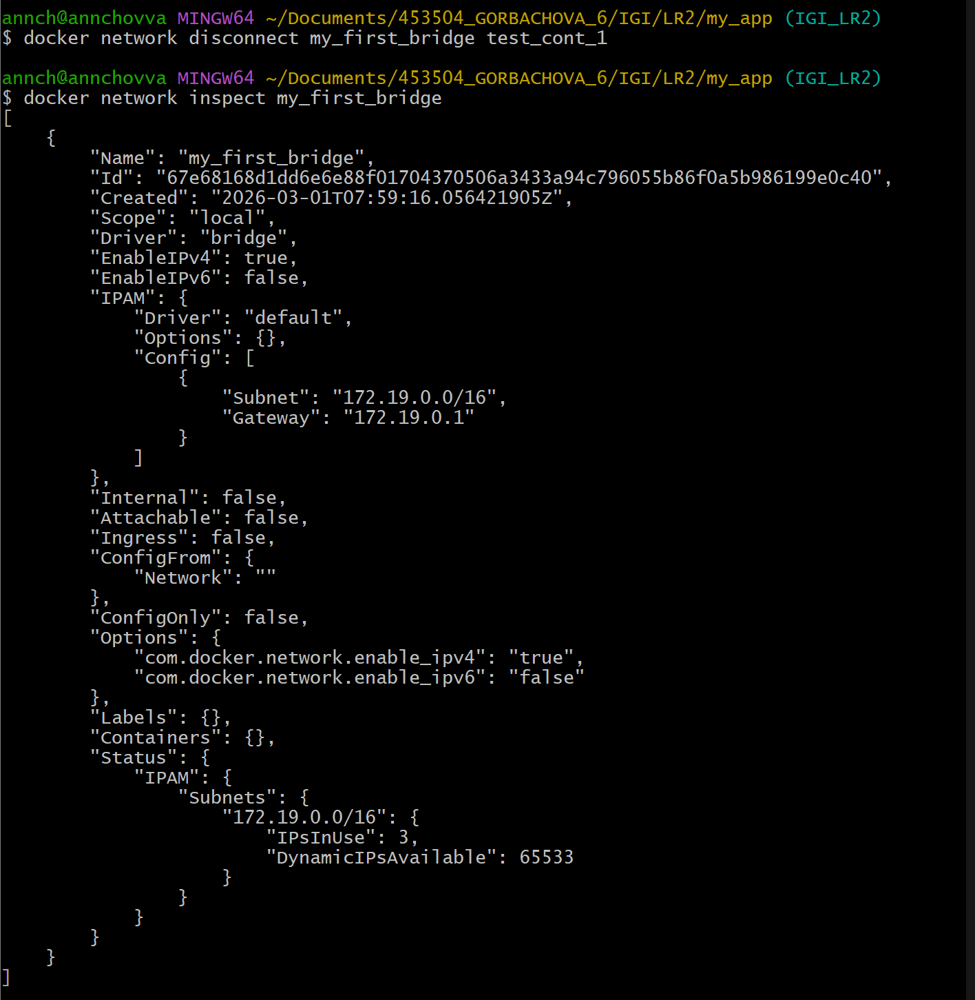 annch@annchovva MINGW64 ~/Documents/453504_GORBACHOVA_6/IGI/LR2/my_app (IGI_LR2)
$ docker network disconnect my_first_bridge test_cont_1

annch@annchovva MINGW64 ~/Documents/453504_GORBACHOVA_6/IGI/LR2/my_app (IGI_LR2)
$ docker network inspect my_first_bridge
[
    {
        "Name": "my_first_bridge",
        "Id": "67e68168d1dd6e6e88f01704370506a3433a94c796055b86f0a5b986199e0c40",
        "Created": "2026-03-01T07:59:16.056421905Z",
        "Scope": "local",
        "Driver": "bridge",
        "EnableIPv4": true,
        "EnableIPv6": false,
        "IPAM": {
            "Driver": "default",
            "Options": {},
            "Config": [
                {
                    "Subnet": "172.19.0.0/16",
                    "Gateway": "172.19.0.1"
                }
            ]
        },
        "Internal": false,
        "Attachable": false,
        "Ingress": false,
        "ConfigFrom": {
            "Network": ""
        },
        "ConfigOnly": false,
        "Options": {
            "com.docker.network.enable_ipv4": "true",
            "com.docker.network.enable_ipv6": "false"
        },
        "Labels": {},
        "Containers": {},
        "Status": {
            "IPAM": {
                "Subnets": {
                    "172.19.0.0/16": {
                        "IPsInUse": 3,
                        "DynamicIPsAvailable": 65533
                    }
                }
            }
        }
    }
]